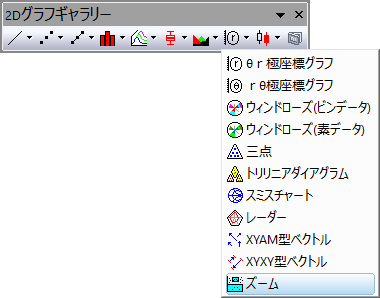 2Dグラフギャラリー
θｒ極座標グラフ
ｒθ極座標グラフ
ウィンドローズ(ビンデータ)
ウィンドローズ(素データ)
三点
トリリニアダイアグラム
スミスチャート
レーダー
XYAM型ベクトル
XYXY型ベクトル
ズーム